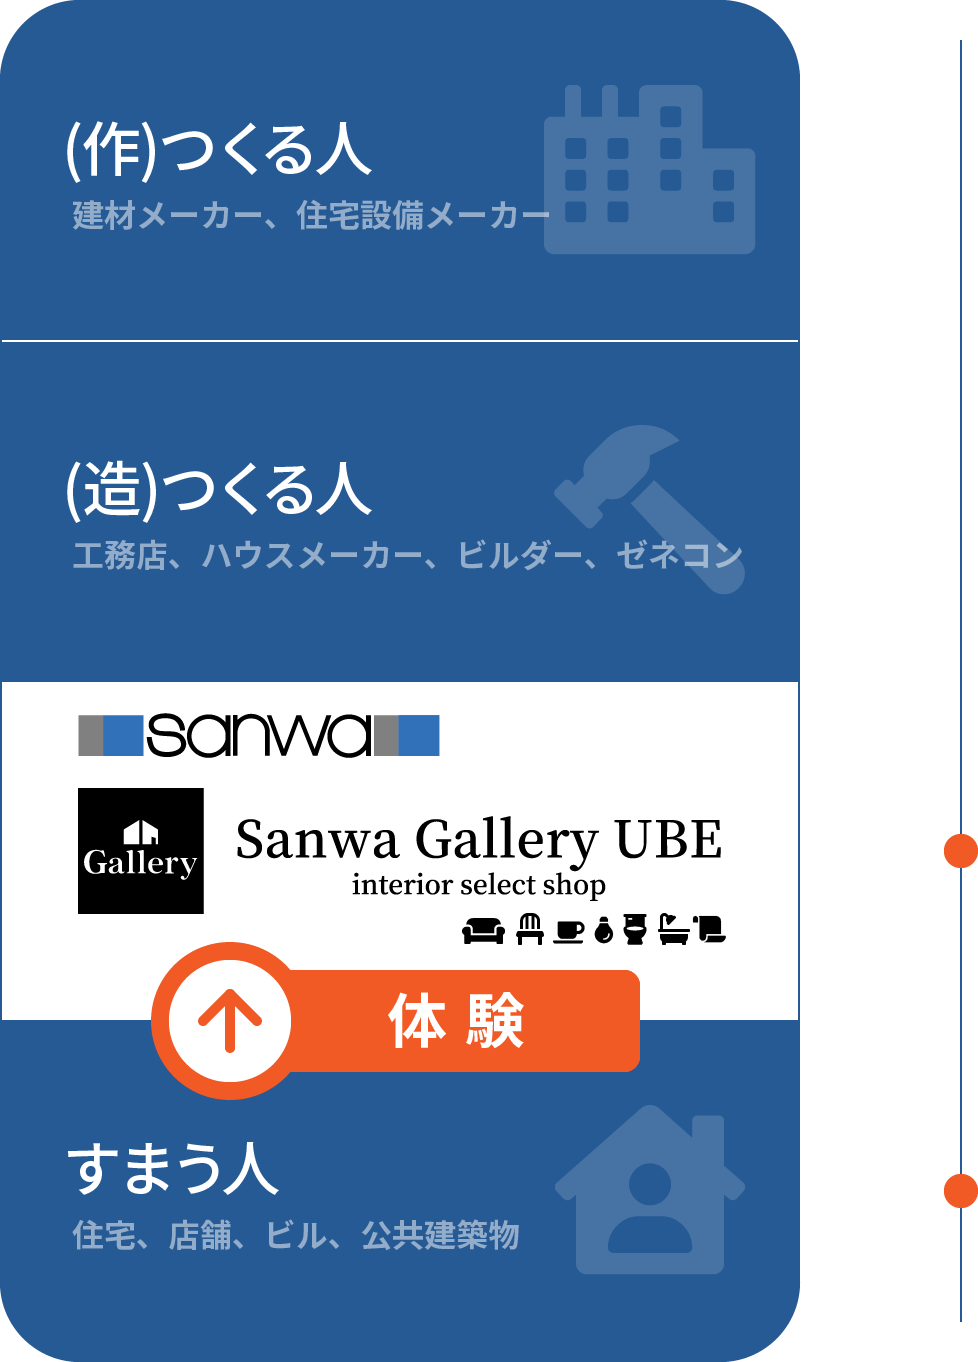 (作)つくる人
建材メーカー、住宅設備メーカー
(造)つくる人
工務店、ハウスメーカー、ビルダー、ゼネコン
sanwa
Gallery
Sanwa Gallery UBE
interior select shop
体験
すまう人
住宅、店舗、ビル、公共建築物